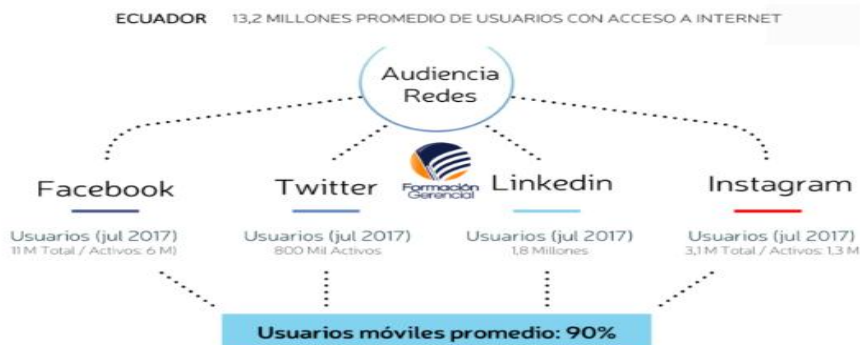 ECUADOR 13,2 MILLONES PROMEDIO DE USUARIOS CON ACCESO A INTERNET
Audiencia
Redes
Facebook
Twitter
Formación
Gerencial
Linkedin
Instagram
Usuarios (jul 2017)
11 M Total / Activos: 6 M)
Usuarios (jul 2017)
800 Mil Activos
Usuarios (jul 2017)
1,8 Millones
Usuarios (jul 2017)
3,1 M Total / Activos: 1,3 M
Usuarios móviles promedio: 90%